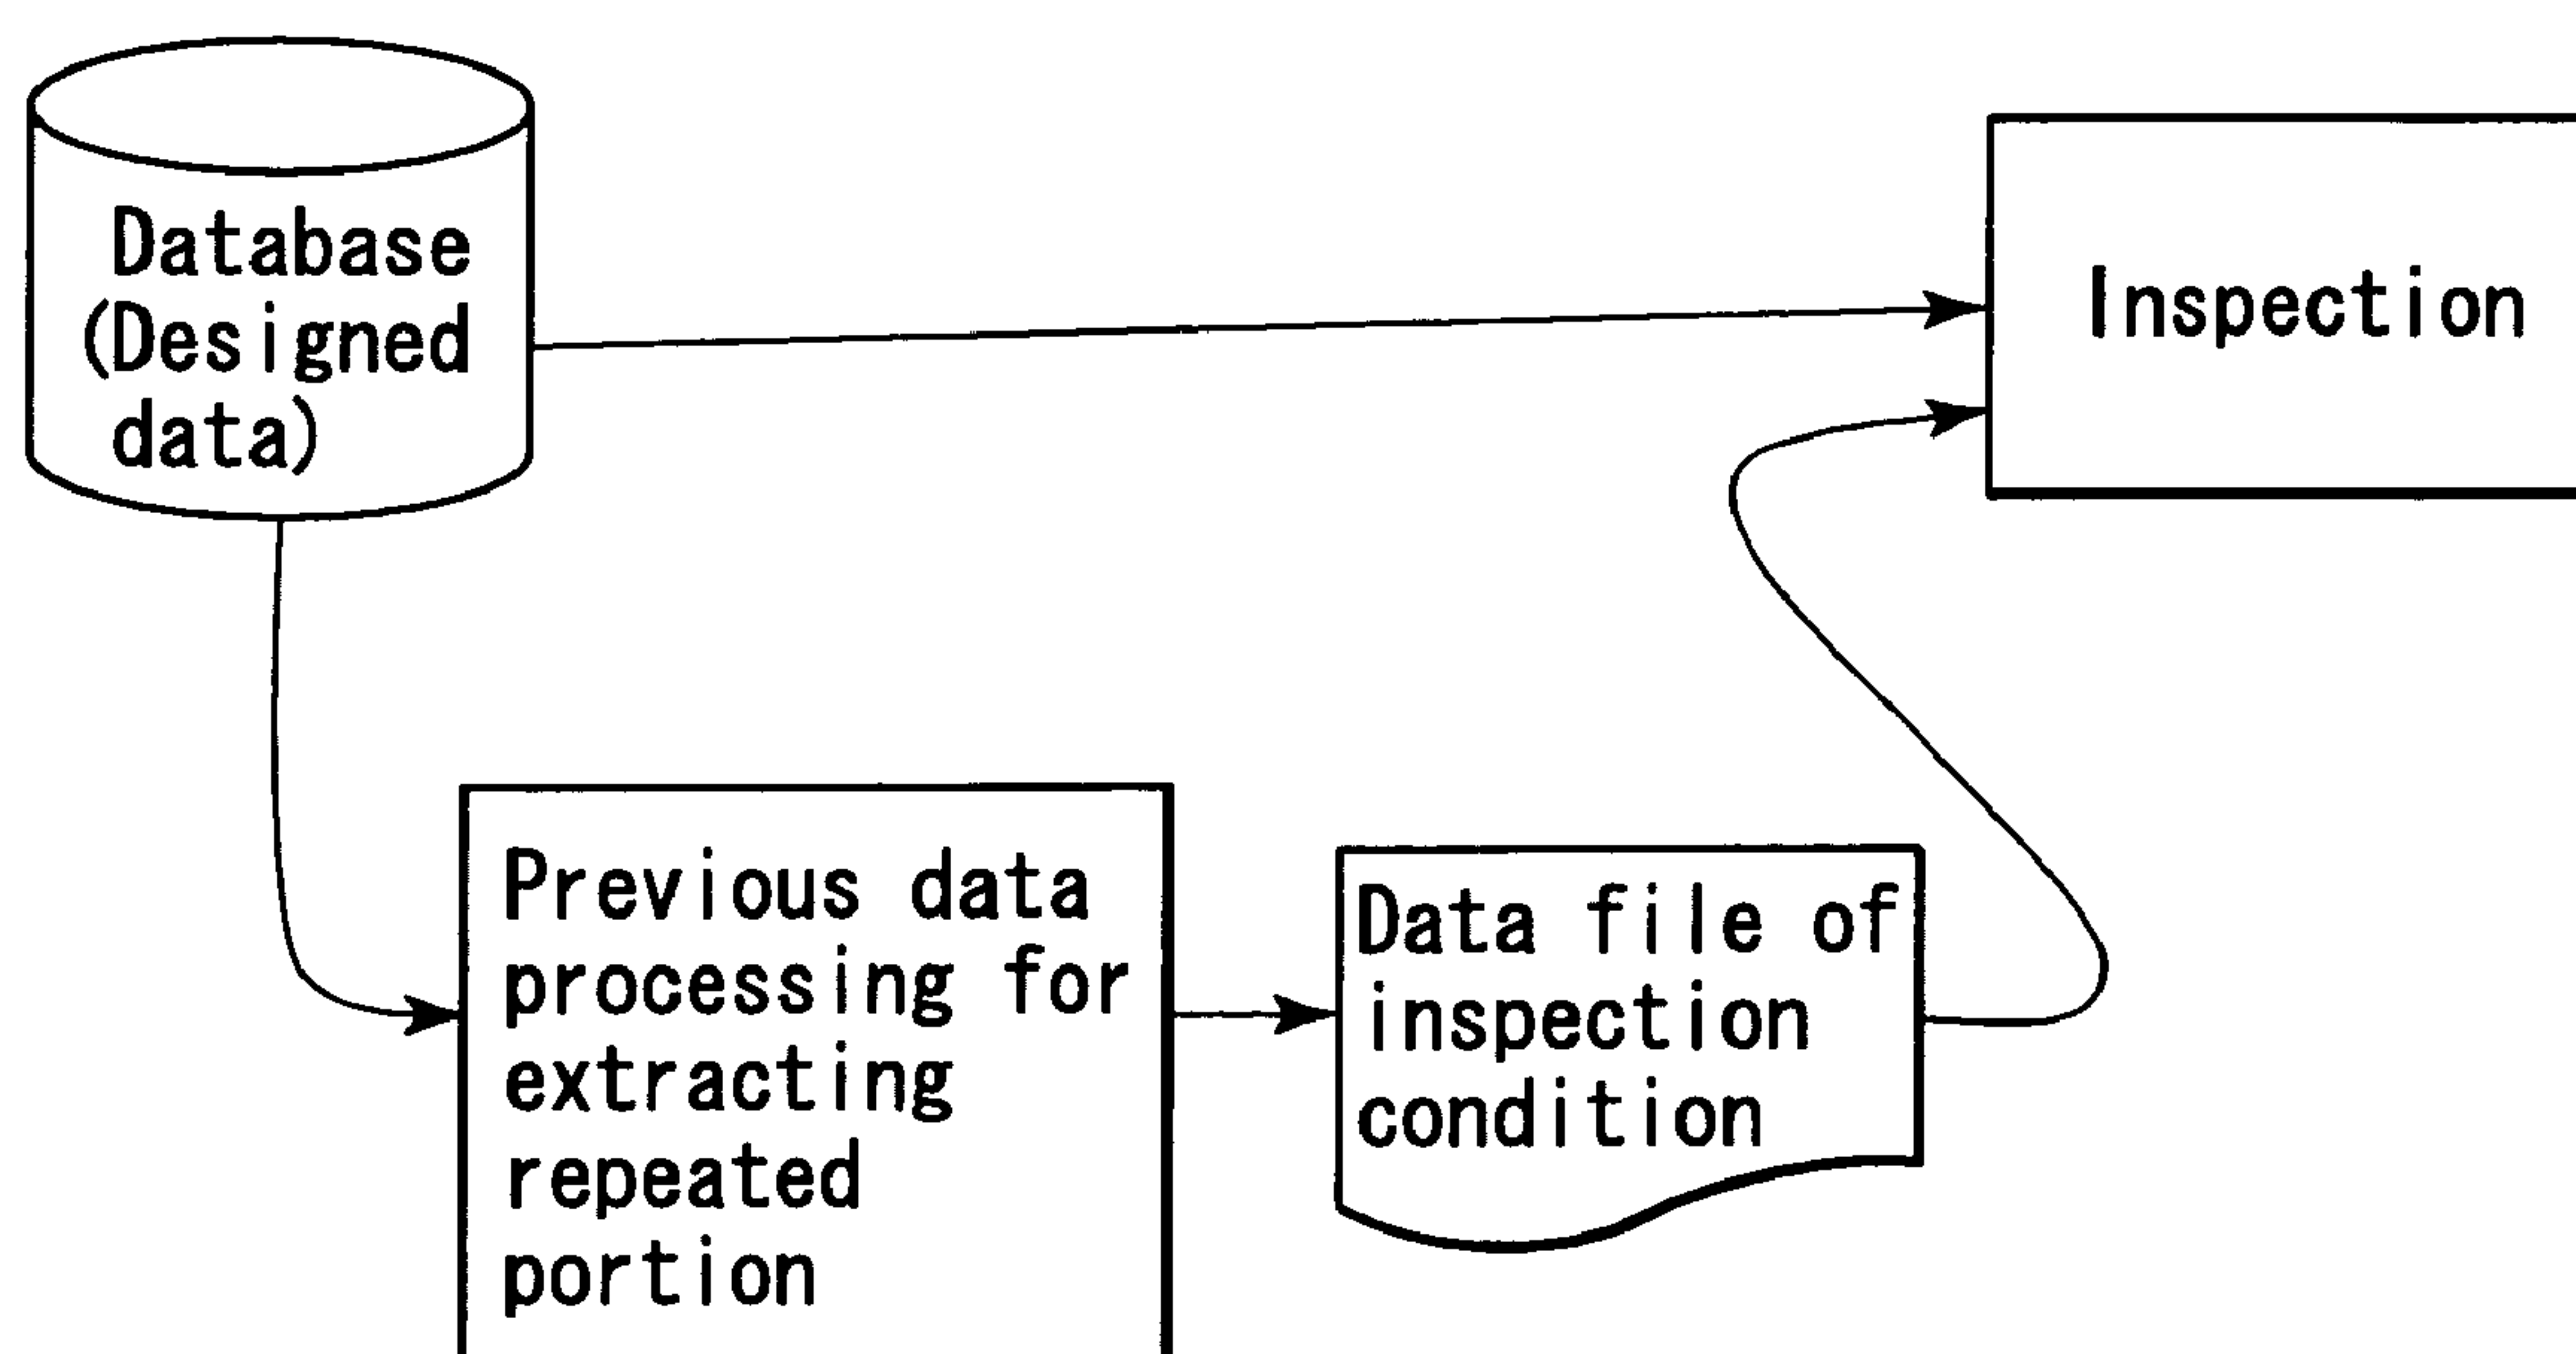 Database
(Designed
data)
Inspection
Previous data
processing for
extracting
repeated
portion
Data file of
inspection
condition